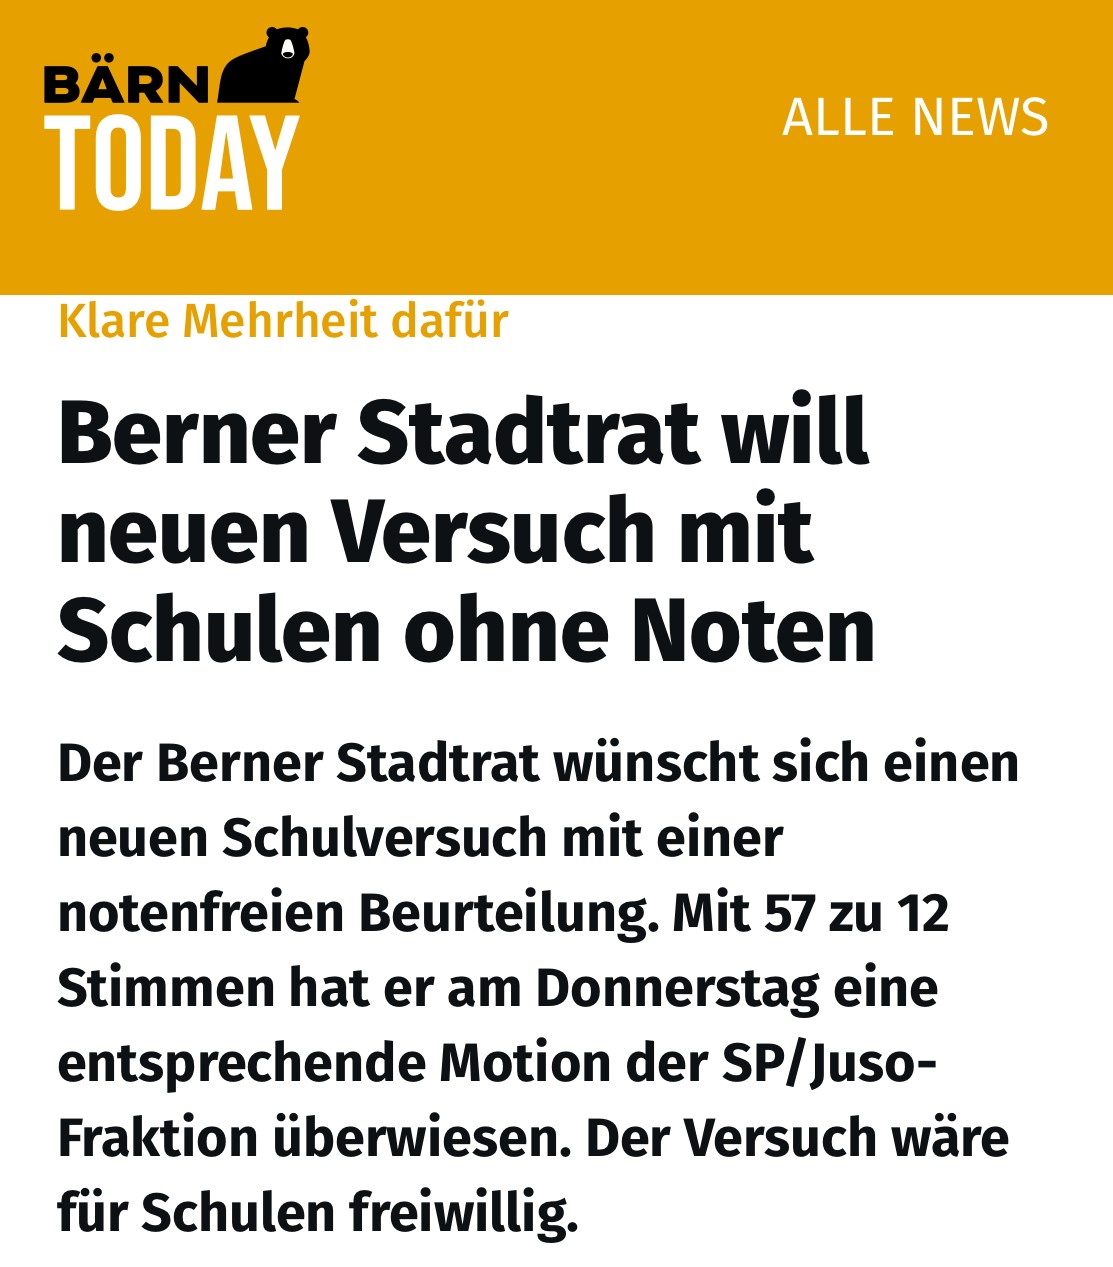 BÄRN
TODAY
ALLE NEWS
Klare Mehrheit dafür
Berner Stadtrat will
neuen Versuch mit
Schulen ohne Noten
Der Berner Stadtrat wünscht sich einen
neuen Schulversuch mit einer
notenfreien Beurteilung. Mit 57 zu 12
Stimmen hat er am Donnerstag eine
entsprechende Motion der SP/Juso-
Fraktion überwiesen. Der Versuch wäre
für Schulen freiwillig.